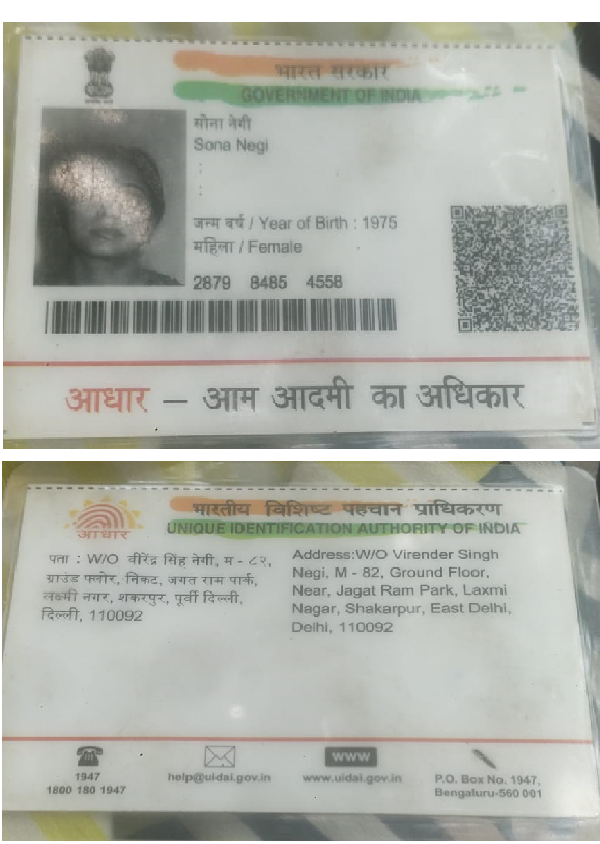 भारत सरकार
GOVERNMENT OF INDIA
सोना नेगी
Sona Negi
:
:
जन्म वर्ष / Year of Birth : 1975
महिला / Female
2879 8485 4558
आधार – आम आदमी का अधिकार
भारतीय विशिष्ट पहचान प्राधिकरण
UNIQUE IDENTIFICATION AUTHORITY OF INDIA
आधार
पता : W/O वीरेंद्र सिंह नेगी, म - ८२,
ग्राउंड फ्लोर, निकट, जगत राम पार्क,
लक्ष्मी नगर, शकरपुर, पूर्वी दिल्ली,
दिल्ली, 110092
Address:W/O Virender Singh
Negi, M - 82, Ground Floor,
Near, Jagat Ram Park, Laxmi
Nagar, Shakarpur, East Delhi,
Delhi, 110092
1947
1800 180 1947
help@uidai.gov.in
WWW
www.uidai.gov.in
P.O. Box No. 1947,
Bengaluru-560 001